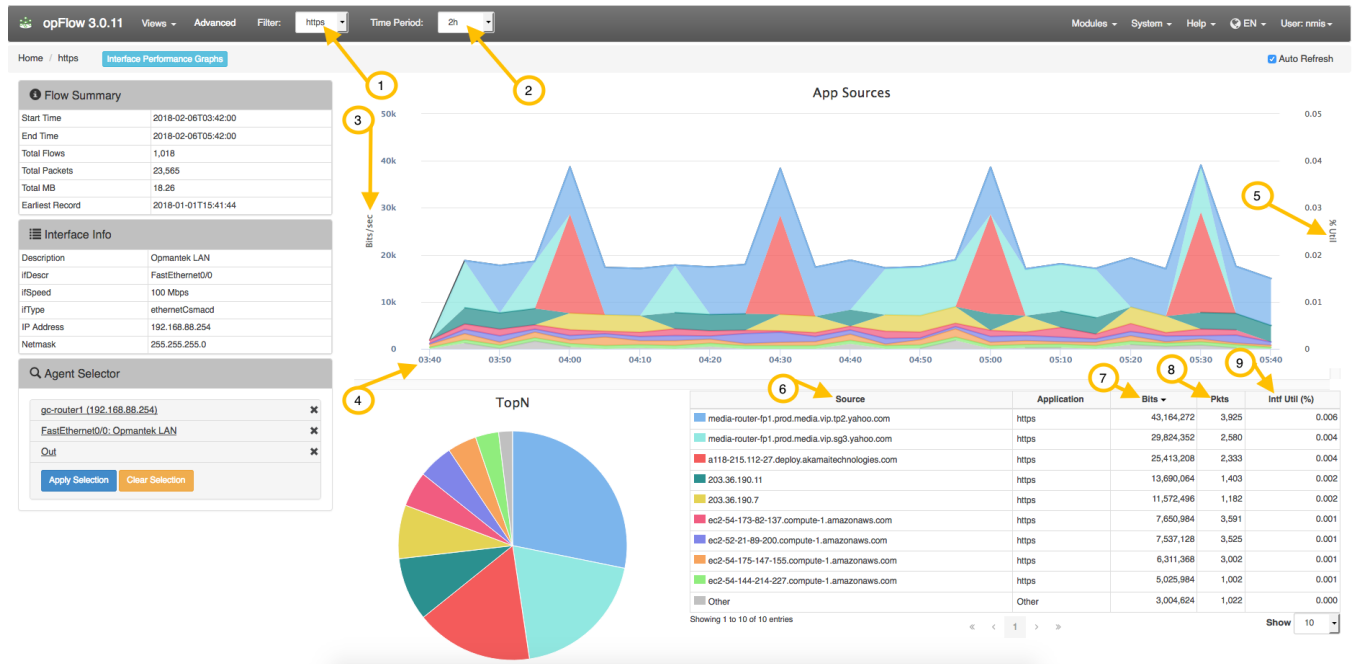 opFlow 3.0.11 Views Advanced Filter: https Time Period: 2h Modules System Help EN User: nmis
Home / https Interface Performance Graphs Auto Refresh
1
2
3
4
5
6
7
8
9
Flow Summary
Start Time 2018-02-06T03:42:00
End Time 2018-02-06T05:42:00
Total Flows 1,018
Total Packets 23,565
Total MB 18.26
Earliest Record 2018-01-01T15:41:44
Interface Info
Description Opmantek LAN
ifDescr FastEthernet0/0
ifSpeed 100 Mbps
ifType ethernetCsmacd
IP Address 192.168.88.254
Netmask 255.255.255.0
Agent Selector
gc-router1 (192.168.88.254)
FastEthernet0/0: Opmantek LAN
Out
Apply Selection Clear Selection
App Sources
50k 0.05
40k 0.04
30k 0.03
Bits/sec % Util
20k 0.02
10k 0.01
0 0
03:40 03:50 04:00 04:10 04:20 04:30 04:40 04:50 05:00 05:10 05:20 05:30 05:40
TopN
Source Application Bits Pkts Intf Util (%)
media-router-fp1.prod.media.vip.tp2.yahoo.com https 43,164,272 3,925 0.006
media-router-fp1.prod.media.vip.sg3.yahoo.com https 29,824,352 2,580 0.004
a118-215.112-27.deploy.akamaitechnologies.com https 25,413,208 2,333 0.004
203.36.190.11 https 13,690,064 1,403 0.002
203.36.190.7 https 11,572,496 1,182 0.002
ec2-54-173-82-137.compute-1.amazonaws.com https 7,650,984 3,591 0.001
ec2-52-21-89-200.compute-1.amazonaws.com https 7,537,128 3,525 0.001
ec2-54-175-147-155.compute-1.amazonaws.com https 6,311,368 3,002 0.001
ec2-54-144-214-227.compute-1.amazonaws.com https 5,025,984 1,002 0.001
Other Other 3,004,624 1,022 0.000
Showing 1 to 10 of 10 entries « ‹ 1 › » Show 10